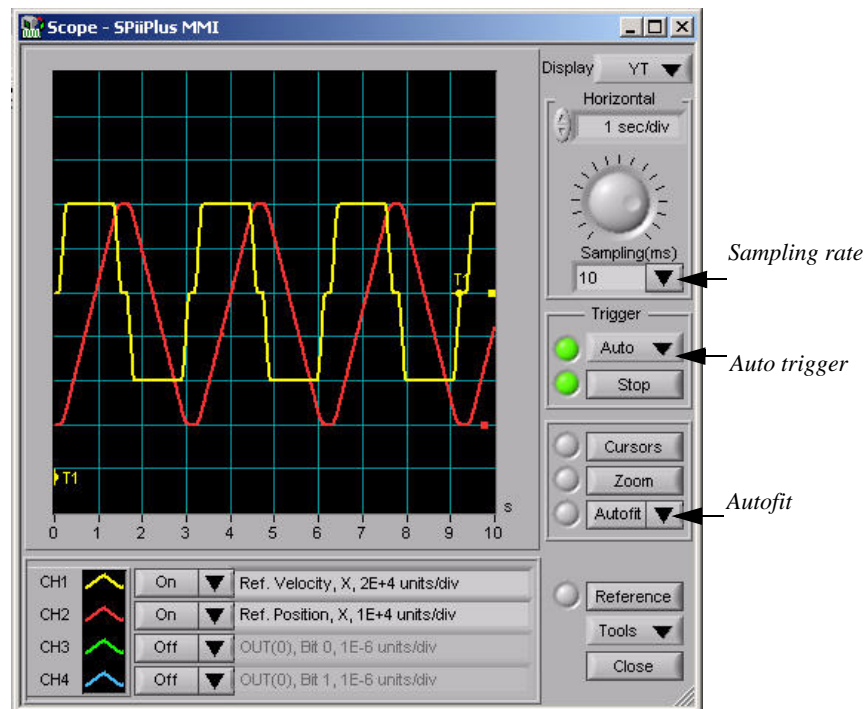 Scope - SPiiPlus MMI
Display YT
Horizontal
1 sec/div
Sampling(ms)
10
Sampling rate
Trigger
Auto
Auto trigger
Stop
Cursors
Zoom
Autofit
Autofit
T1
T1
s
0 1 2 3 4 5 6 7 8 9 10
CH1 On Ref. Velocity, X, 2E+4 units/div
CH2 On Ref. Position, X, 1E+4 units/div
CH3 Off OUT(0), Bit 0, 1E-6 units/div
CH4 Off OUT(0), Bit 1, 1E-6 units/div
Reference
Tools
Close